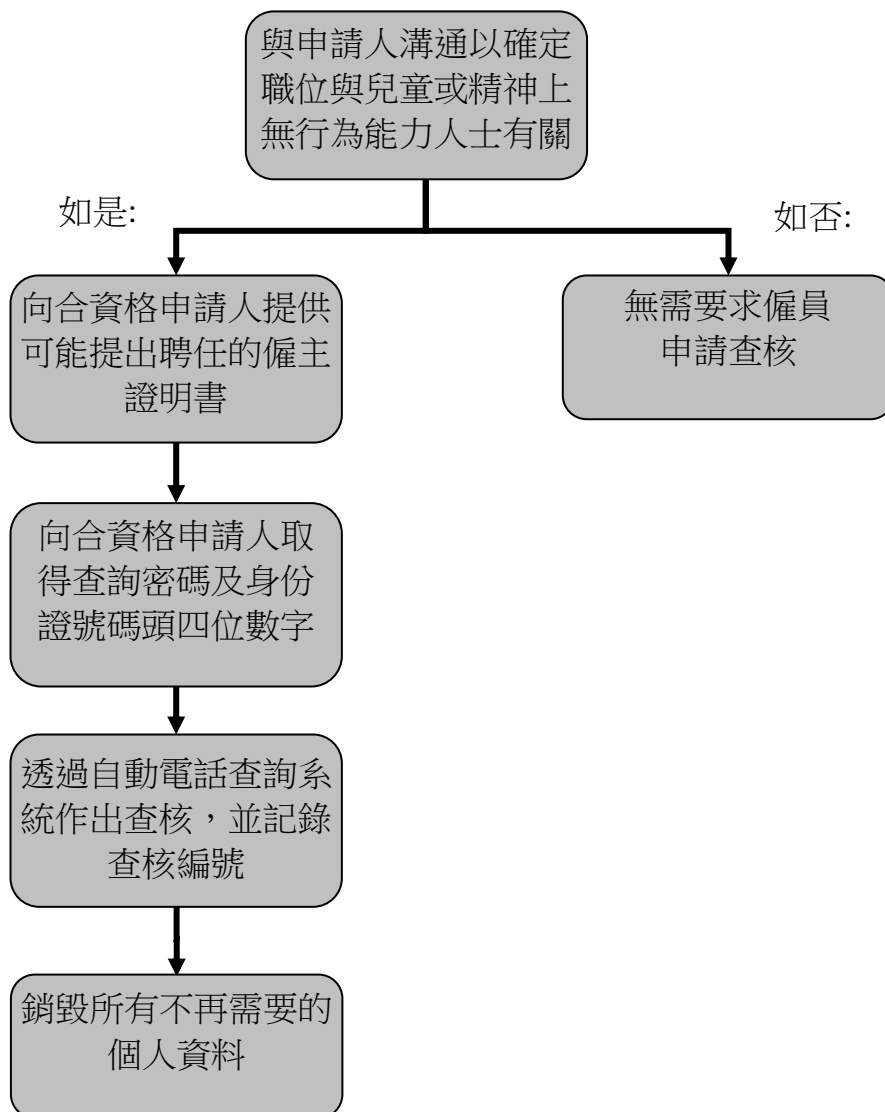 與申請人溝通以確定
職位與兒童或精神上
無行為能力人士有關
如是:
如否:
向合資格申請人提供
可能提出聘任的僱主
證明書
無需要求僱員
申請查核
向合資格申請人取
得查詢密碼及身份
證號碼頭四位數字
透過自動電話查詢系
統作出查核，並記錄
查核編號
銷毀所有不再需要的
個人資料